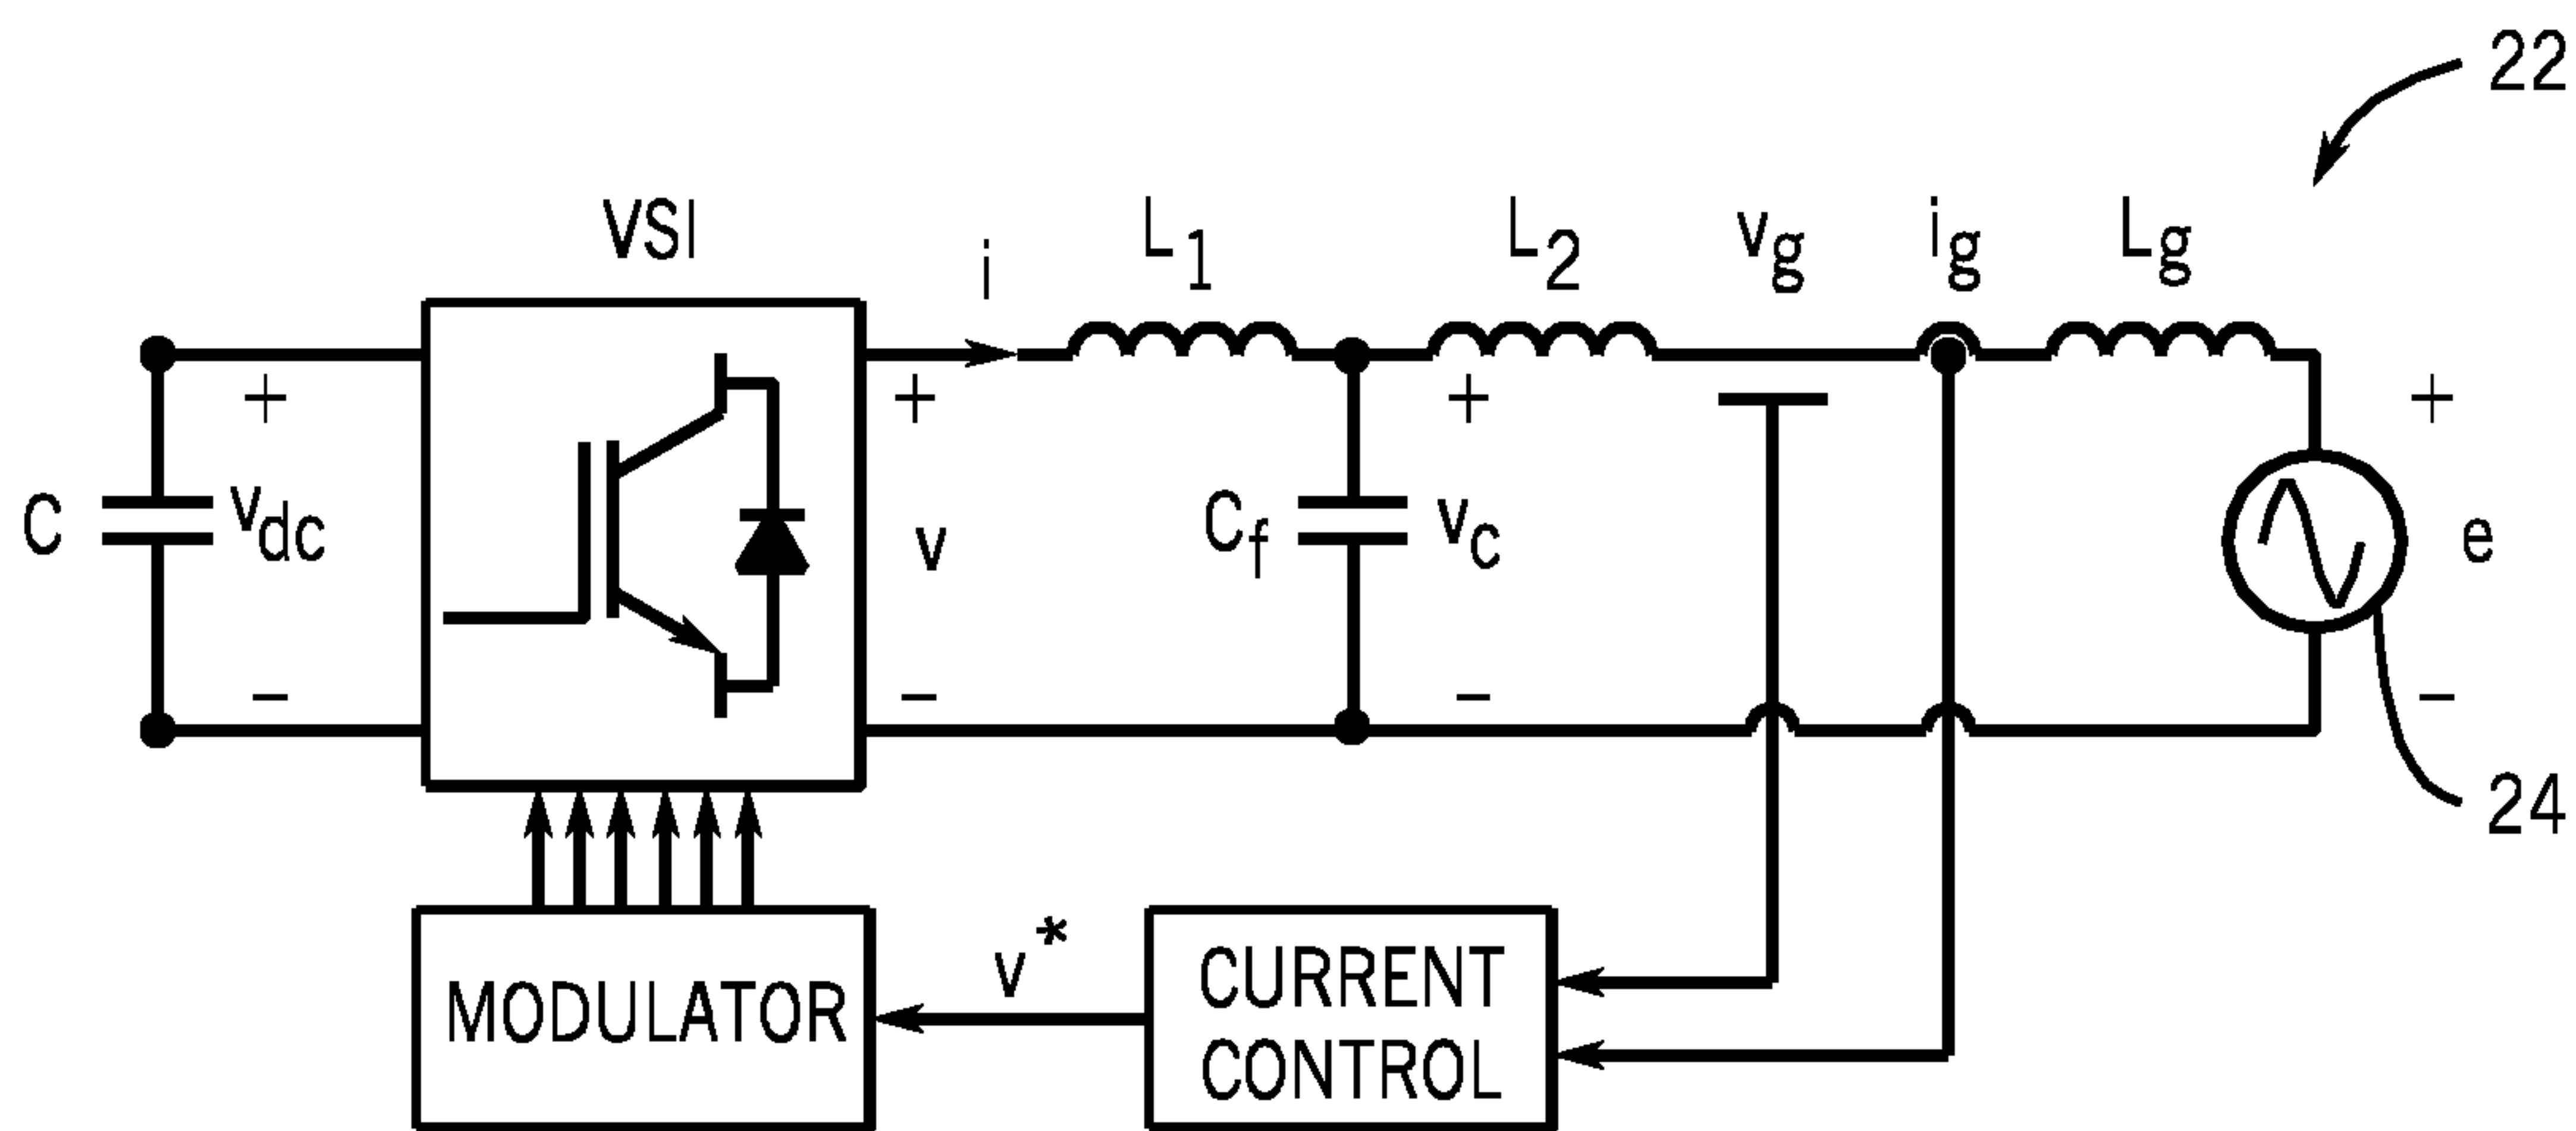 22
VSI
i
L1
L2
vg
ig
Lg
+
+
+
+
C
vdc
v
Cf
vc
e
−
−
−
−
24
v*
MODULATOR
CURRENT
CONTROL